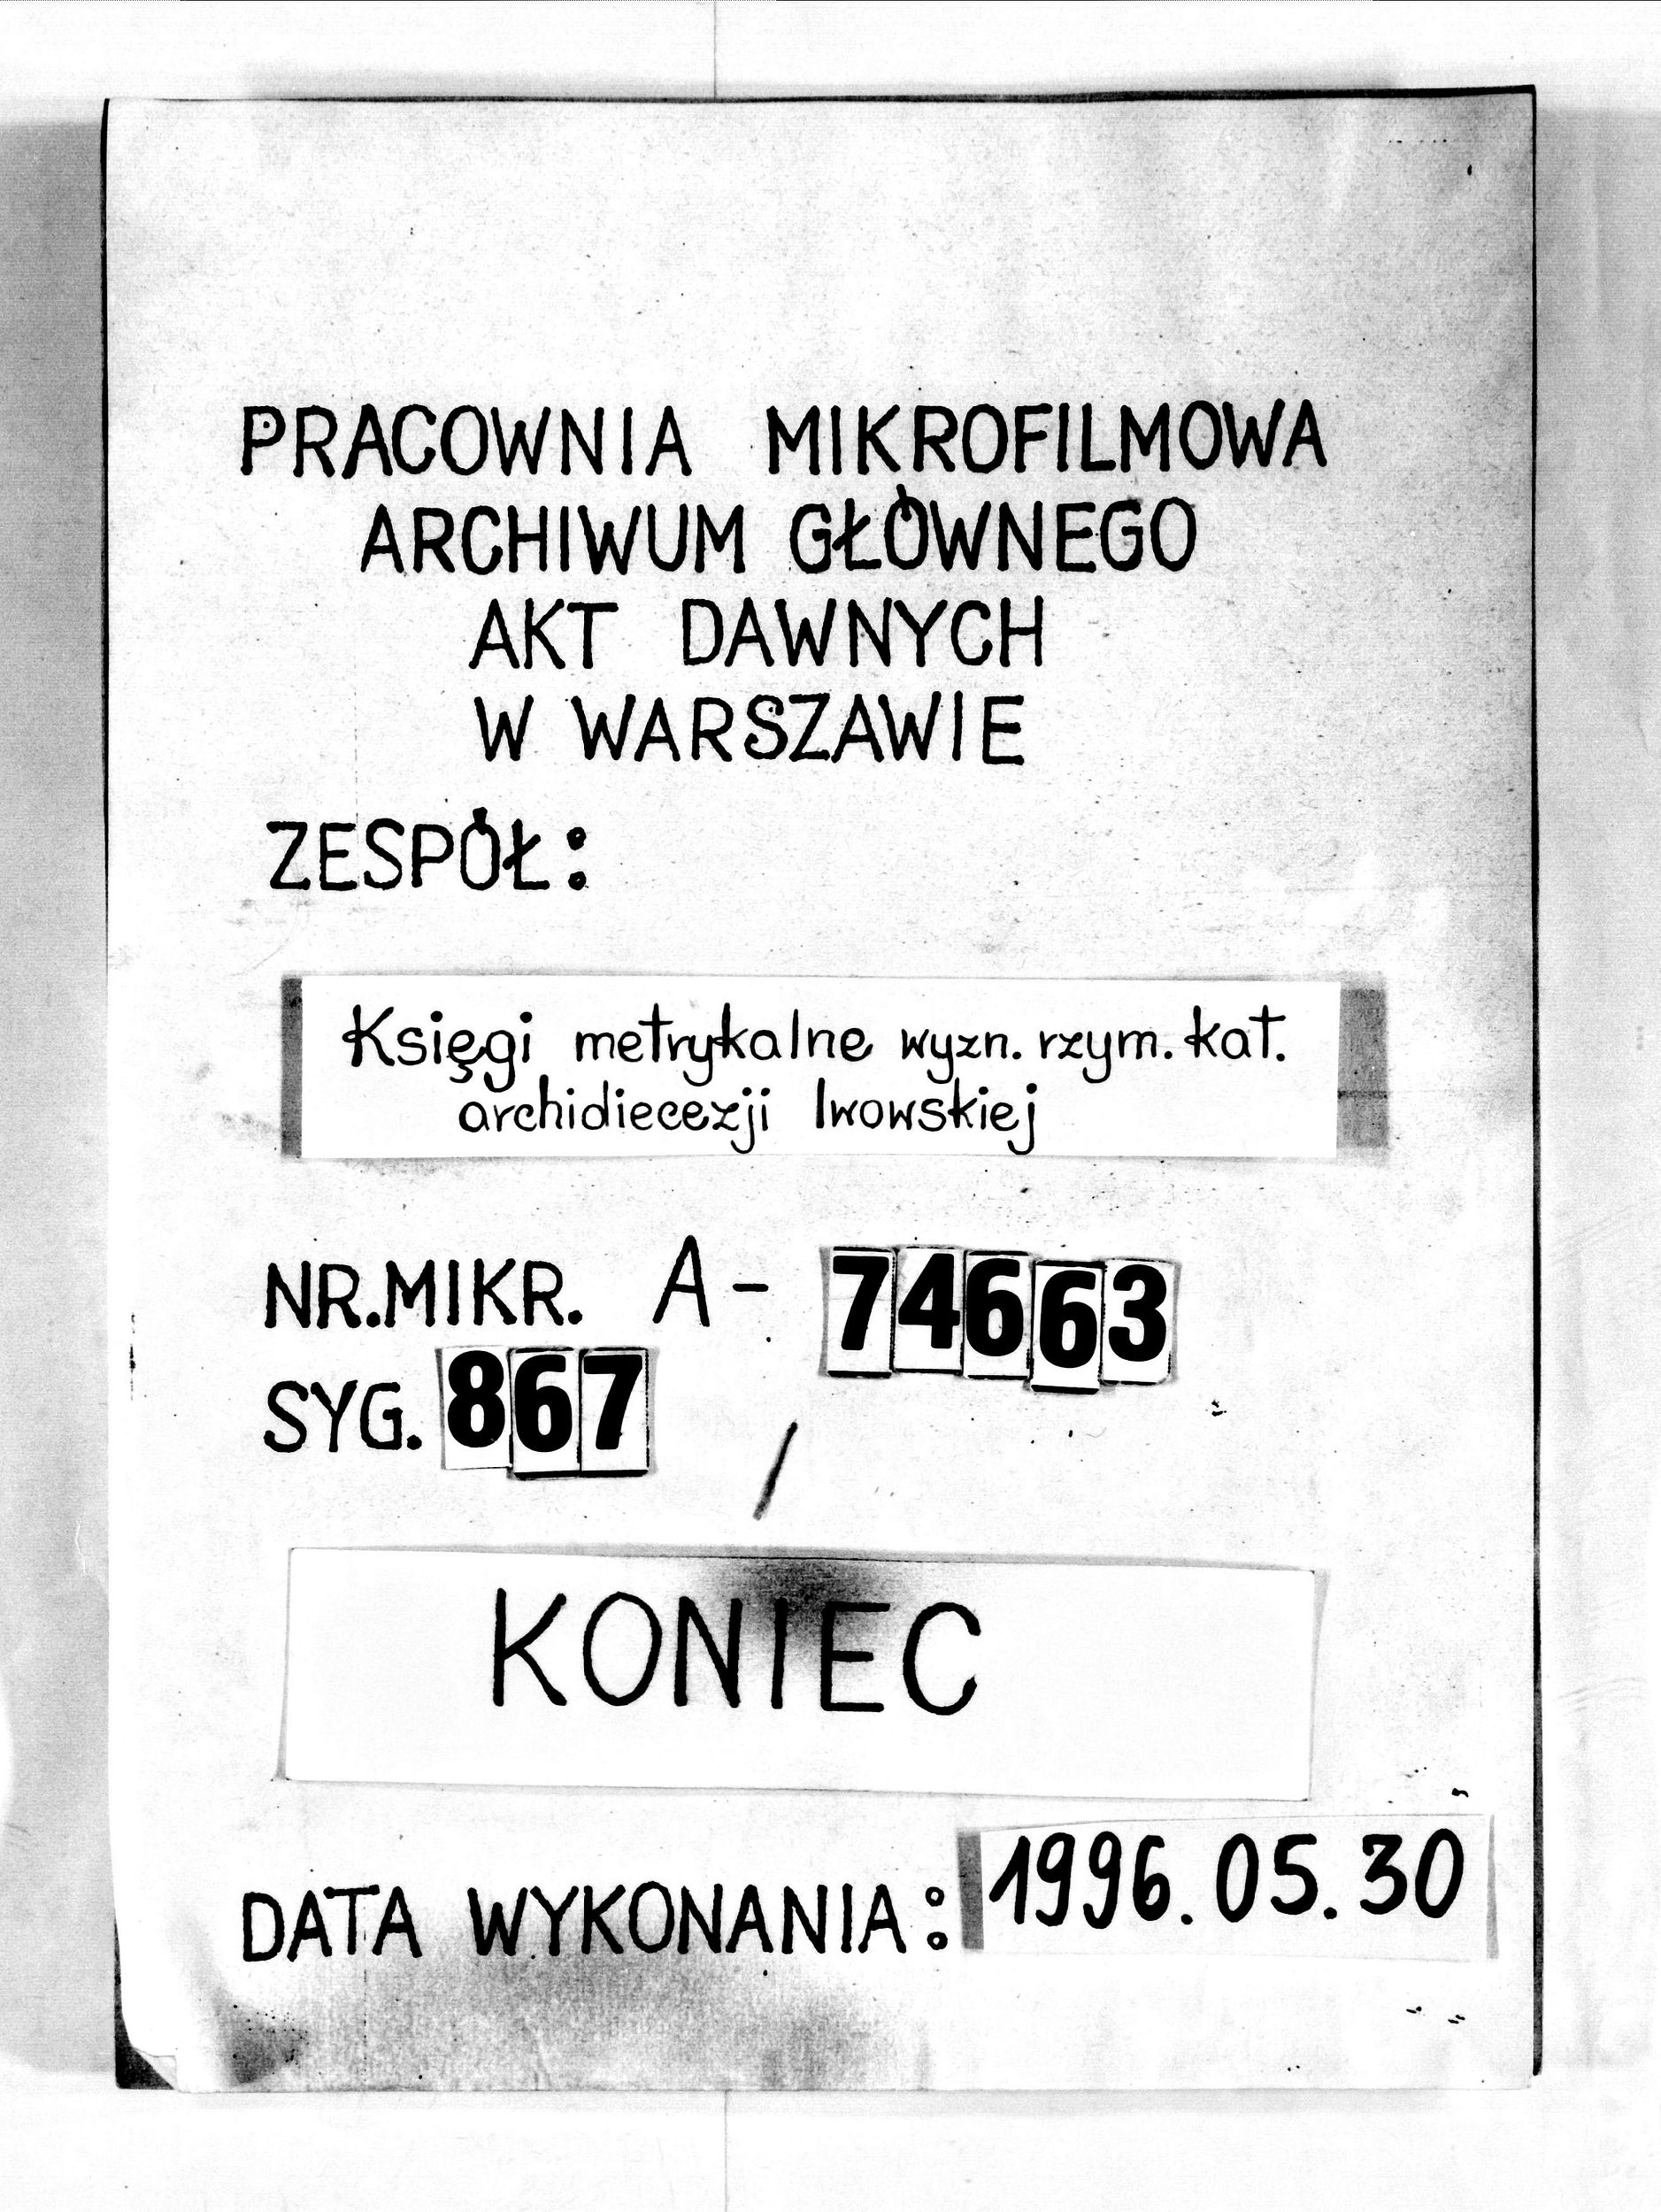 PRACOWNIA MIKROFILMOWA
ARCHIWUM GŁÓWNEGO
AKT DAWNYCH
W WARSZAWIE
ZESPÓŁ:
Księgi metrykalne wyzn. rzym. kat.
archidiecezji lwowskiej
NR.MIKR. A- 74663
SYG. 867
KONIEC
DATA WYKONANIA: 1996.05.30